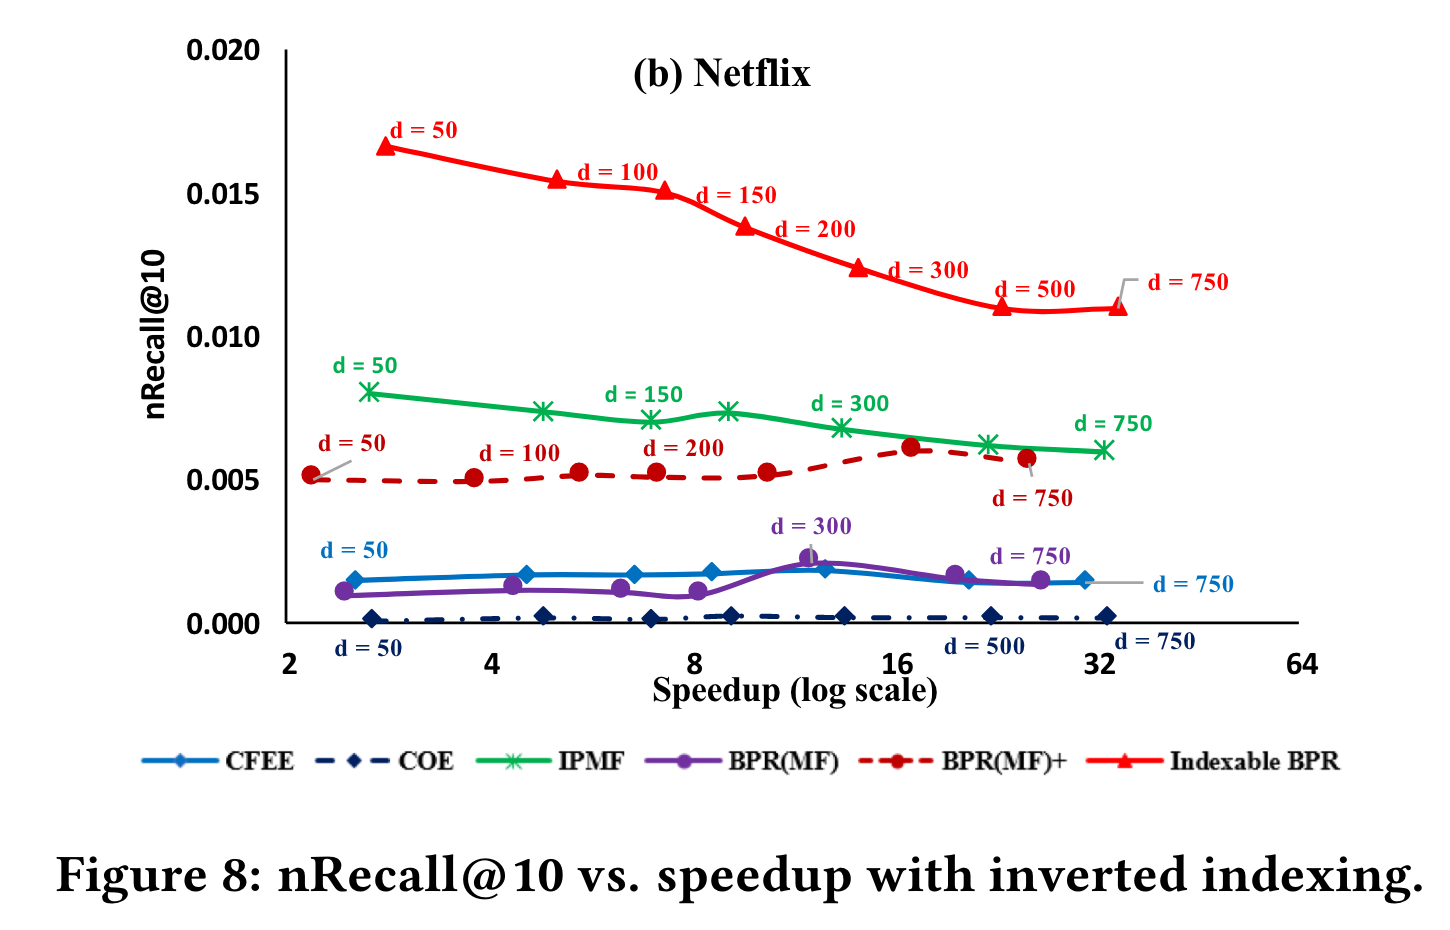 (b) Netflix
nRecall@10
0.020
0.015
0.010
0.005
0.000
d = 50
d = 100
d = 150
d = 200
d = 300
d = 500
d = 750
d = 50
d = 150
d = 300
d = 750
d = 50
d = 100
d = 200
d = 750
d = 50
d = 300
d = 750
d = 750
d = 50
d = 500
d = 750
2 4 8 16 32 64
Speedup (log scale)
CFEE COE IPMF BPR(MF) BPR(MF)+ Indexable BPR
Figure 8: nRecall@10 vs. speedup with inverted indexing.